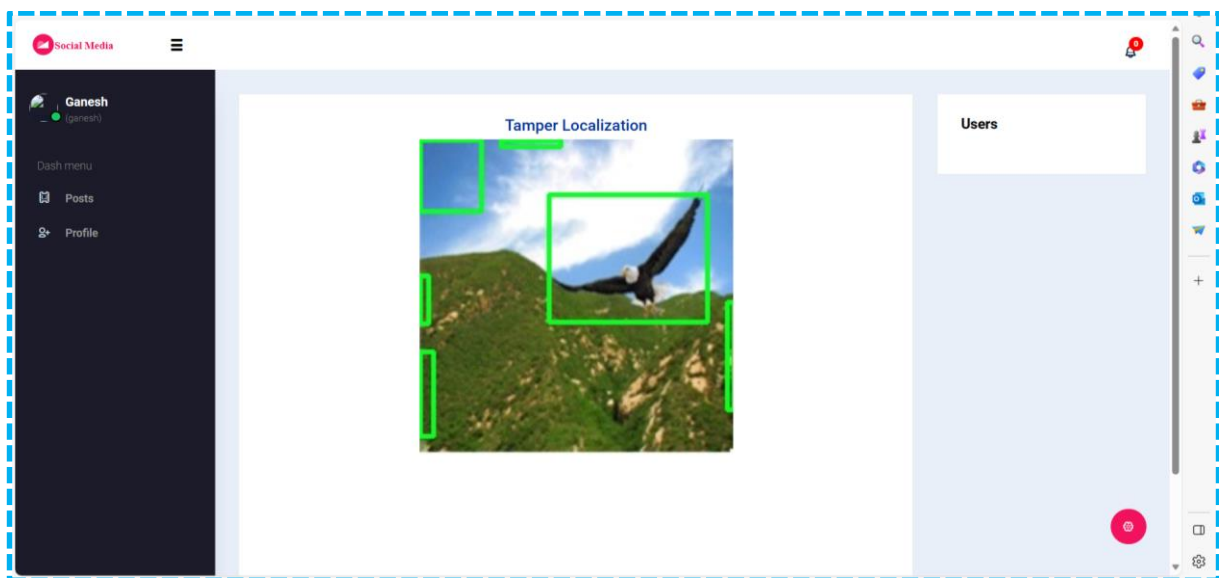 Social Media
0
Ganesh
(ganesh)
Dash menu
Posts
Profile
Tamper Localization
Users